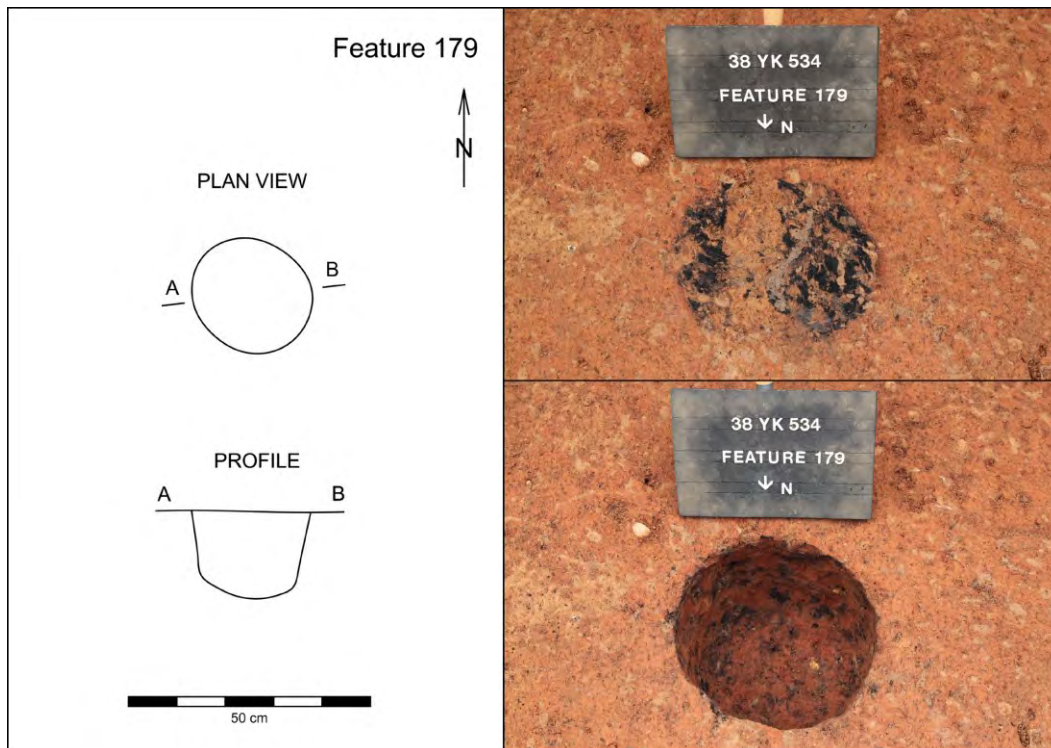 Feature 179
N
PLAN VIEW
A
B
PROFILE
A
B
50 cm
38 YK 534
FEATURE 179
↓ N
38 YK 534
FEATURE 179
↓ N